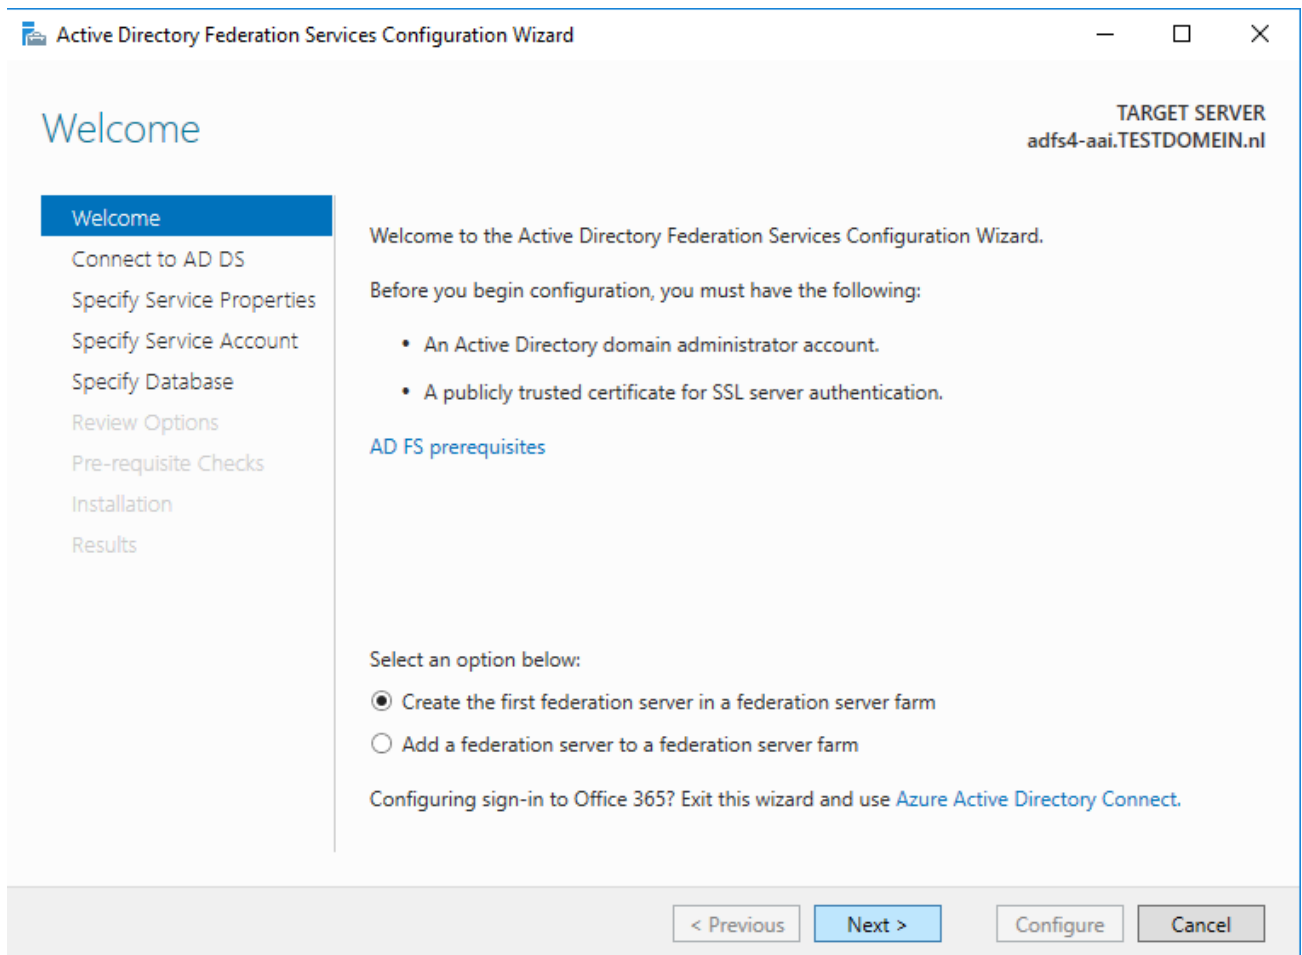 Active Directory Federation Services Configuration Wizard
Welcome
TARGET SERVER
adfs4-aai.TESTDOMEIN.nl
Welcome
Connect to AD DS
Specify Service Properties
Specify Service Account
Specify Database
Review Options
Pre-requisite Checks
Installation
Results
Welcome to the Active Directory Federation Services Configuration Wizard.
Before you begin configuration, you must have the following:
• An Active Directory domain administrator account.
• A publicly trusted certificate for SSL server authentication.
AD FS prerequisites
Select an option below:
Create the first federation server in a federation server farm
Add a federation server to a federation server farm
Configuring sign-in to Office 365? Exit this wizard and use Azure Active Directory Connect.
< Previous
Next >
Configure
Cancel